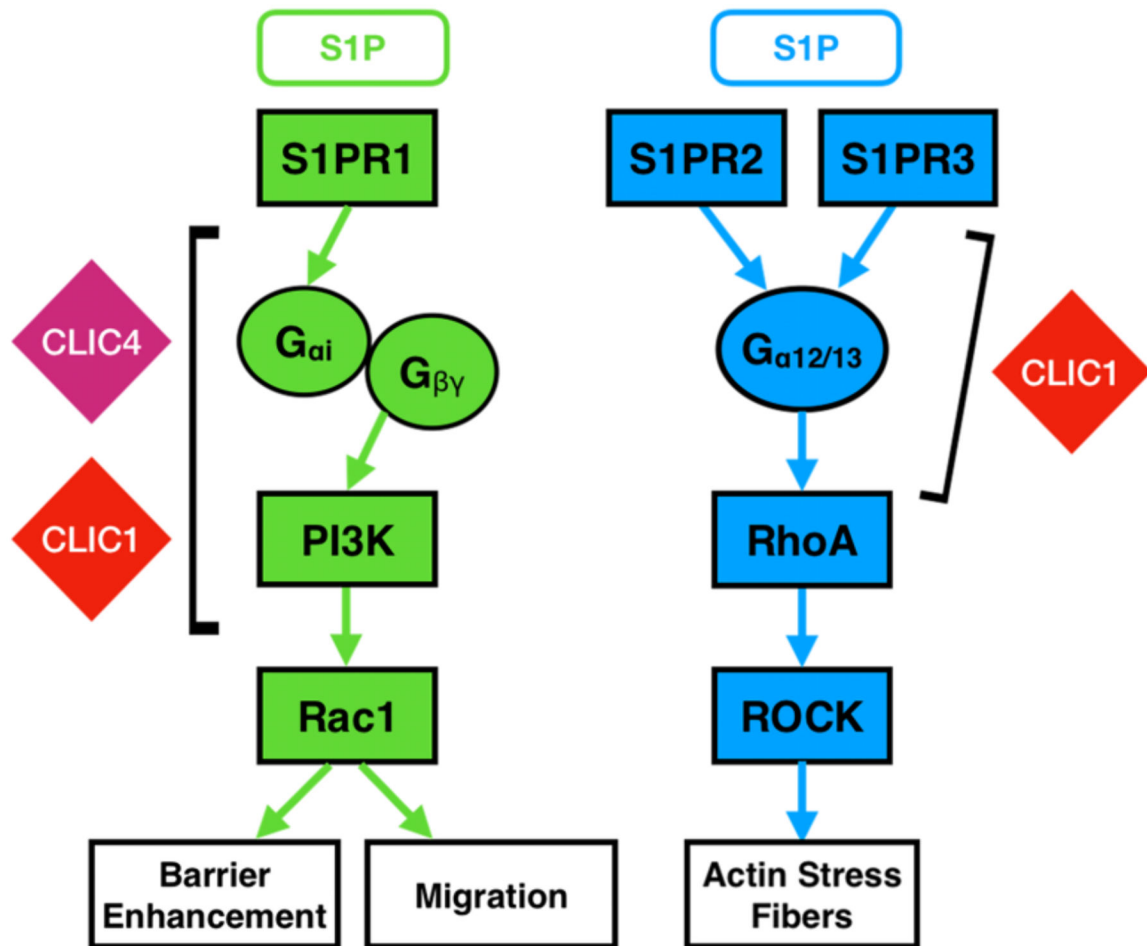 S1P
S1P
S1PR1
S1PR2
S1PR3
CLIC4
Gαi
Gβγ
Gα12/13
CLIC1
CLIC1
PI3K
RhoA
Rac1
ROCK
Barrier
Enhancement
Migration
Actin Stress
Fibers